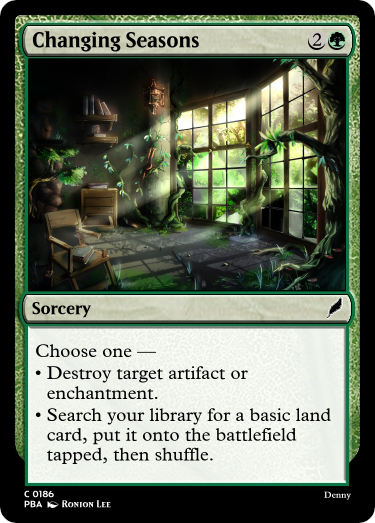 Changing Seasons 2
Sorcery
Choose one —
• Destroy target artifact or
enchantment.
• Search your library for a basic land
card, put it onto the battlefield
tapped, then shuffle.
C 0186
PBA Ronion Lee
Denny